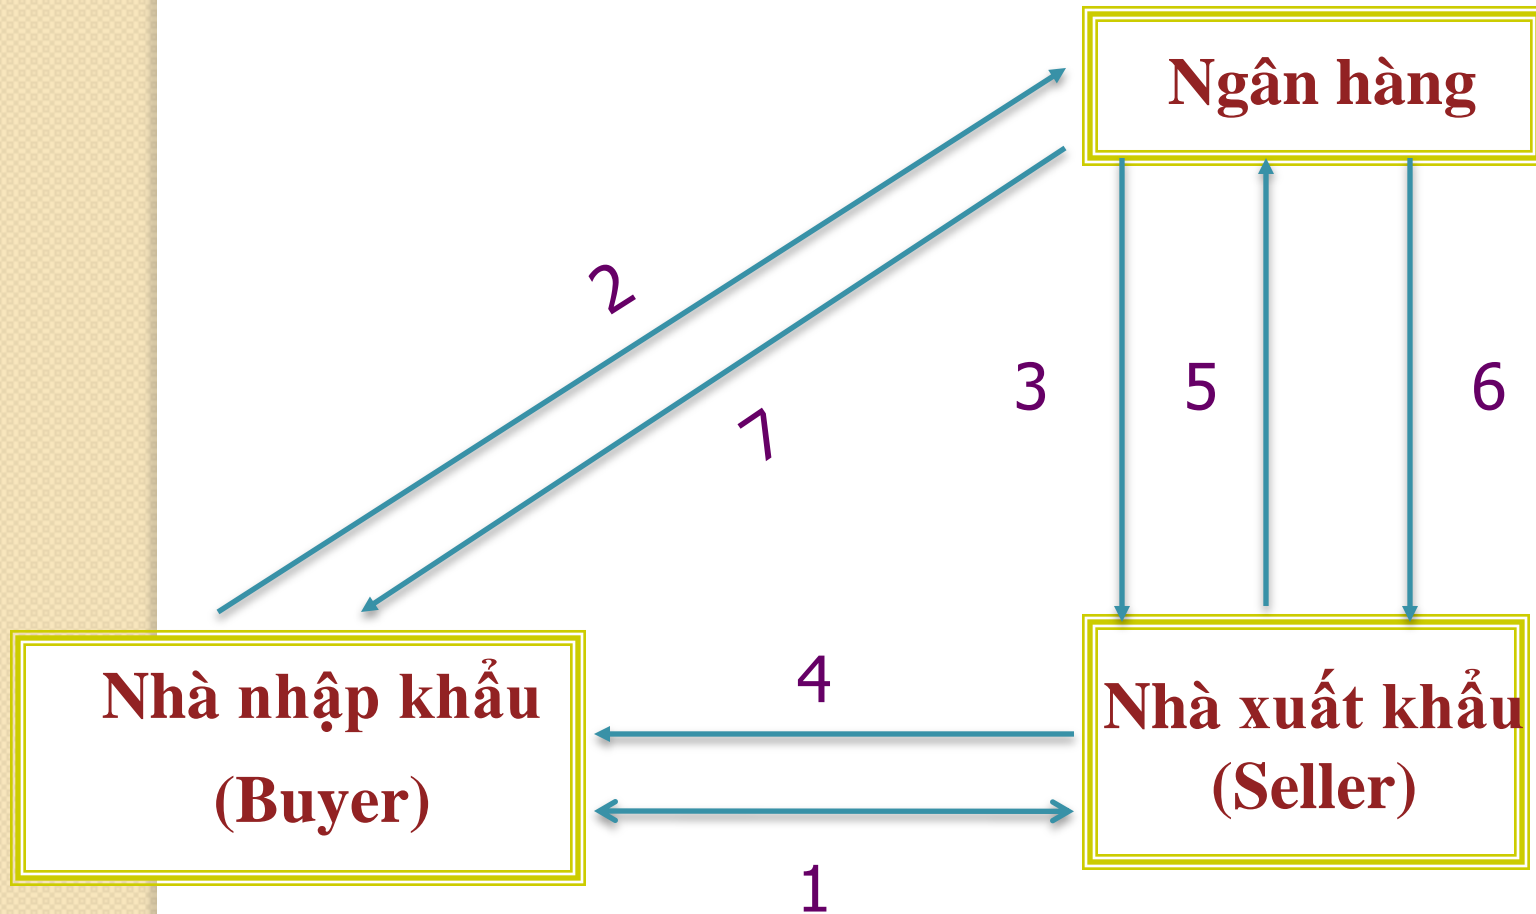 Ngân hàng
2
7
3
5
6
4
Nhà nhập khẩu
(Buyer)
Nhà xuất khẩu
(Seller)
1